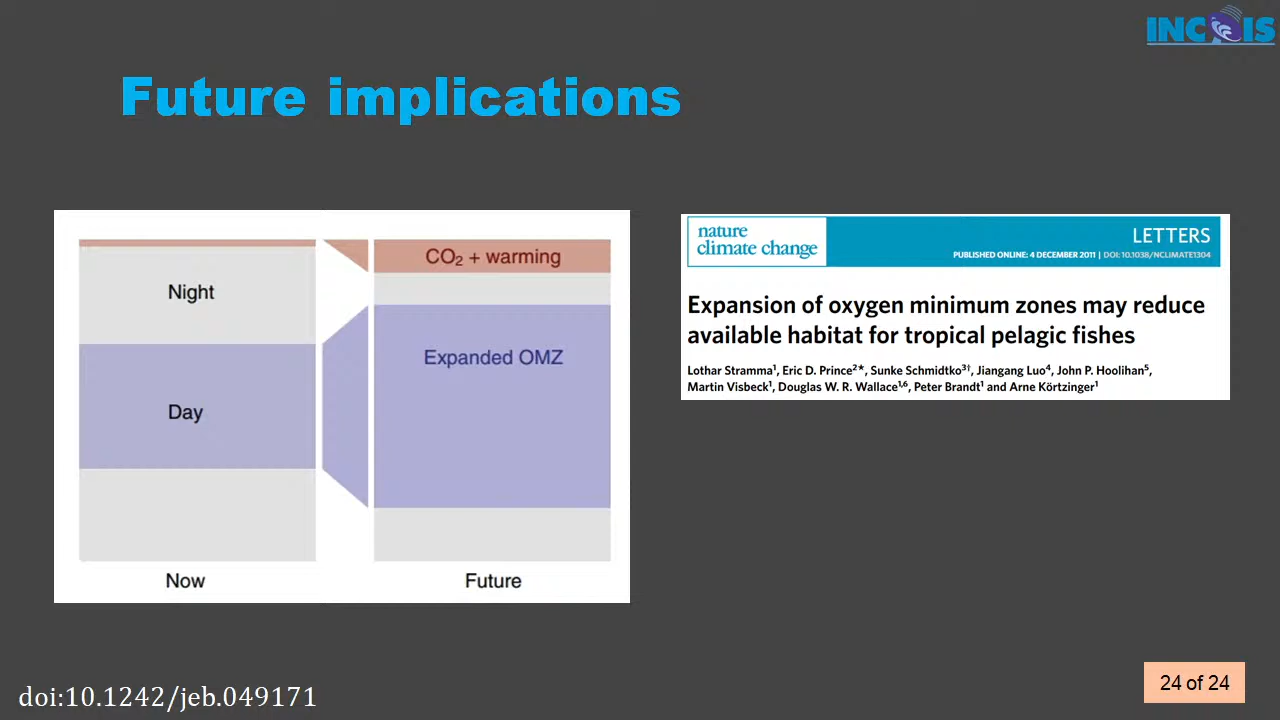 INCOIS
Future implications
CO₂ + warming
Night
Expanded OMZ
Day
Now
Future
nature
climate change
LETTERS
PUBLISHED ONLINE: 4 DECEMBER 2011 | DOI: 10.1038/NCLIMATE1304
Expansion of oxygen minimum zones may reduce
available habitat for tropical pelagic fishes
Lothar Stramma¹, Eric D. Prince²*, Sunke Schmidtko³†, Jiangang Luo⁴, John P. Hoolihan⁵,
Martin Visbeck¹, Douglas W. R. Wallace¹,⁶, Peter Brandt¹ and Arne Körtzinger¹
doi:10.1242/jeb.049171
24 of 24